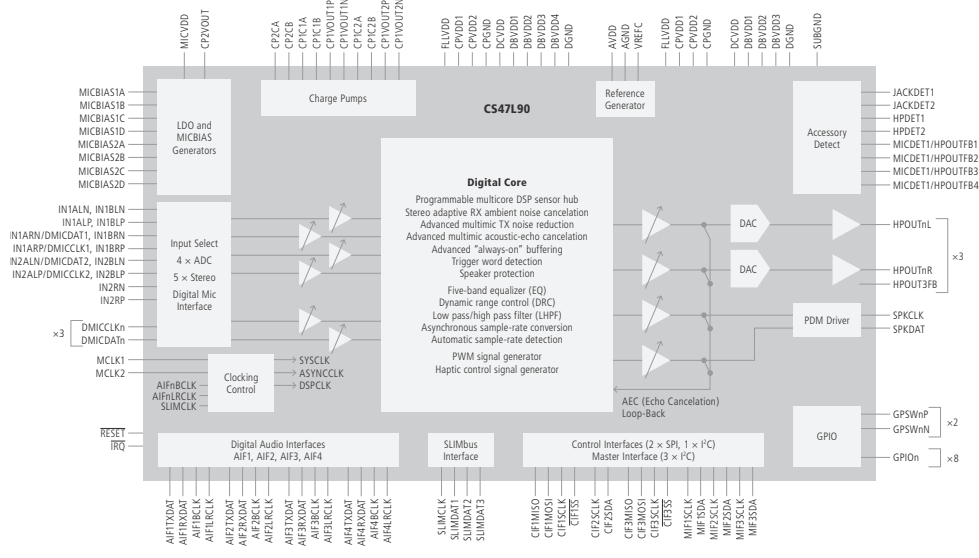 MICVDD
CP2VOUT
CP2CA
CP2CB
CP1C1A
CP1C1B
CP1VOUT1P
CP1VOUT1N
CP1C2A
CP1C2B
CP1VOUT2P
CP1VOUT2N
FLLVDD
CPVDD1
CPVDD2
CPGND
DCVDD
DBVDD1
DBVDD2
DBVDD3
DBVDD4
DGND
AVDD
AGND
VREFC
FLLVDD
CPVDD1
CPVDD2
CPGND
DCVDD
DBVDD1
DBVDD2
DBVDD3
DGND
SUBGND
CS47L90
MICBIAS1A
MICBIAS1B
MICBIAS1C
MICBIAS1D
MICBIAS2A
MICBIAS2B
MICBIAS2C
MICBIAS2D
LDO and
MICBIAS
Generators
Charge Pumps
Reference
Generator
Accessory
Detect
JACKDET1
JACKDET2
HPDET1
HPDET2
MICDET1/HPOUTFB1
MICDET1/HPOUTFB2
MICDET1/HPOUTFB3
MICDET1/HPOUTFB4
IN1ALN, IN1BLN
IN1ALP, IN1BLP
IN1ARN/DMICDAT1, IN1BRN
IN1ARP/DMICCLK1, IN1BRP
IN2ALN/DMICDAT2, IN2BLN
IN2ALP/DMICCLK2, IN2BLP
IN2RN
IN2RP
×3
DMICCLKn
DMICDATn
Input Select
4 × ADC
5 × Stereo
Digital Mic
Interface
Digital Core
Programmable multicore DSP sensor hub
Stereo adaptive RX ambient noise cancelation
Advanced multimic TX noise reduction
Advanced multimic acoustic-echo cancelation
Advanced “always-on” buffering
Trigger word detection
Speaker protection
Five-band equalizer (EQ)
Dynamic range control (DRC)
Low pass/high pass filter (LHPF)
Asynchronous sample-rate conversion
Automatic sample-rate detection
PWM signal generator
Haptic control signal generator
DAC
DAC
HPOUTnL
HPOUTnR
HPOUT3FB
×3
PDM Driver
SPKCLK
SPKDAT
AEC (Echo Cancelation)
Loop-Back
MCLK1
MCLK2
AIFnBCLK
AIFnLRCLK
SLIMCLK
Clocking
Control
SYSCLK
ASYNCCLK
DSPCLK
RESET
IRQ
Digital Audio Interfaces
AIF1, AIF2, AIF3, AIF4
SLIMbus
Interface
Control Interfaces (2 × SPI, 1 × I²C)
Master Interface (3 × I²C)
GPIO
GPSWnP
GPSWnN
×2
GPIOn
×8
AIF1TXDAT
AIF1RXDAT
AIF1BCLK
AIF1LRCLK
AIF2TXDAT
AIF2RXDAT
AIF2BCLK
AIF2LRCLK
AIF3TXDAT
AIF3RXDAT
AIF3BCLK
AIF3LRCLK
AIF4TXDAT
AIF4RXDAT
AIF4BCLK
AIF4LRCLK
SLIMCLK
SLIMDAT1
SLIMDAT2
SLIMDAT3
CIF1MISO
CIF1MOSI
CIF1SCLK
CIF1SS
CIF2SCLK
CIF2SDA
CIF3MISO
CIF3MOSI
CIF3SCLK
CIF3SS
MIF1SCLK
MIF1SDA
MIF2SCLK
MIF2SDA
MIF3SCLK
MIF3SDA